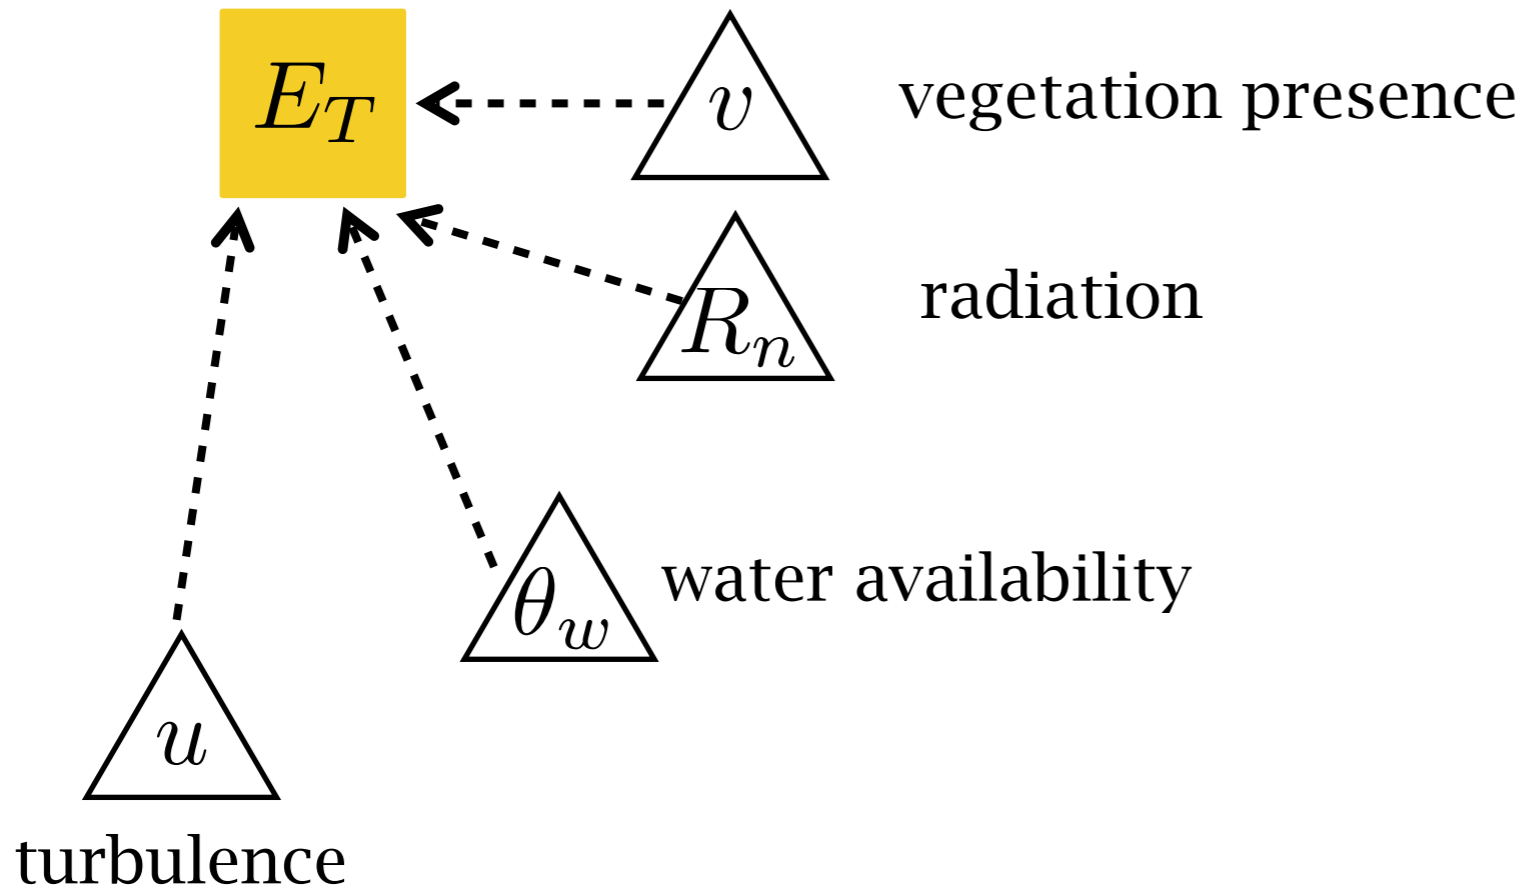 E_T
v
vegetation presence
R_n
radiation
θ_w
water availability
u
turbulence